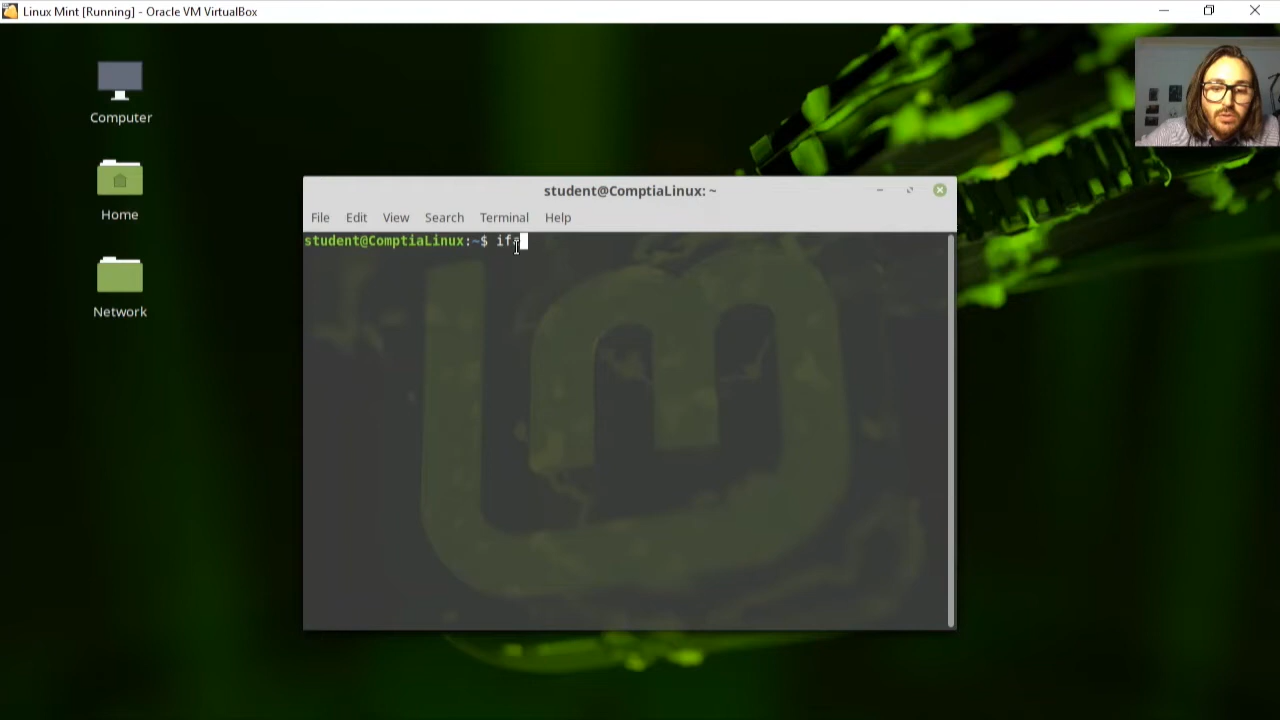 Linux Mint [Running] - Oracle VM VirtualBox
Computer
Home
Network
student@ComptiaLinux: ~
File Edit View Search Terminal Help
student@ComptiaLinux:~$ if